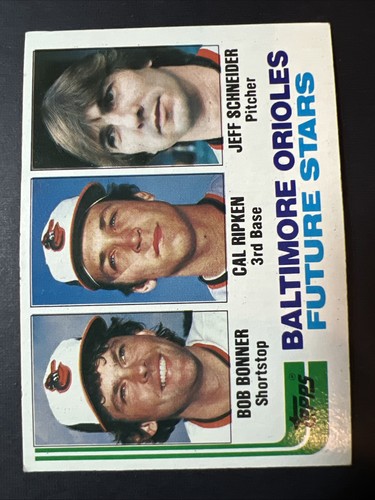 BOB BONNER
Shortstop
CAL RIPKEN
3rd Base
JEFF SCHNEIDER
Pitcher
BALTIMORE ORIOLES
FUTURE STARS
TOPPS